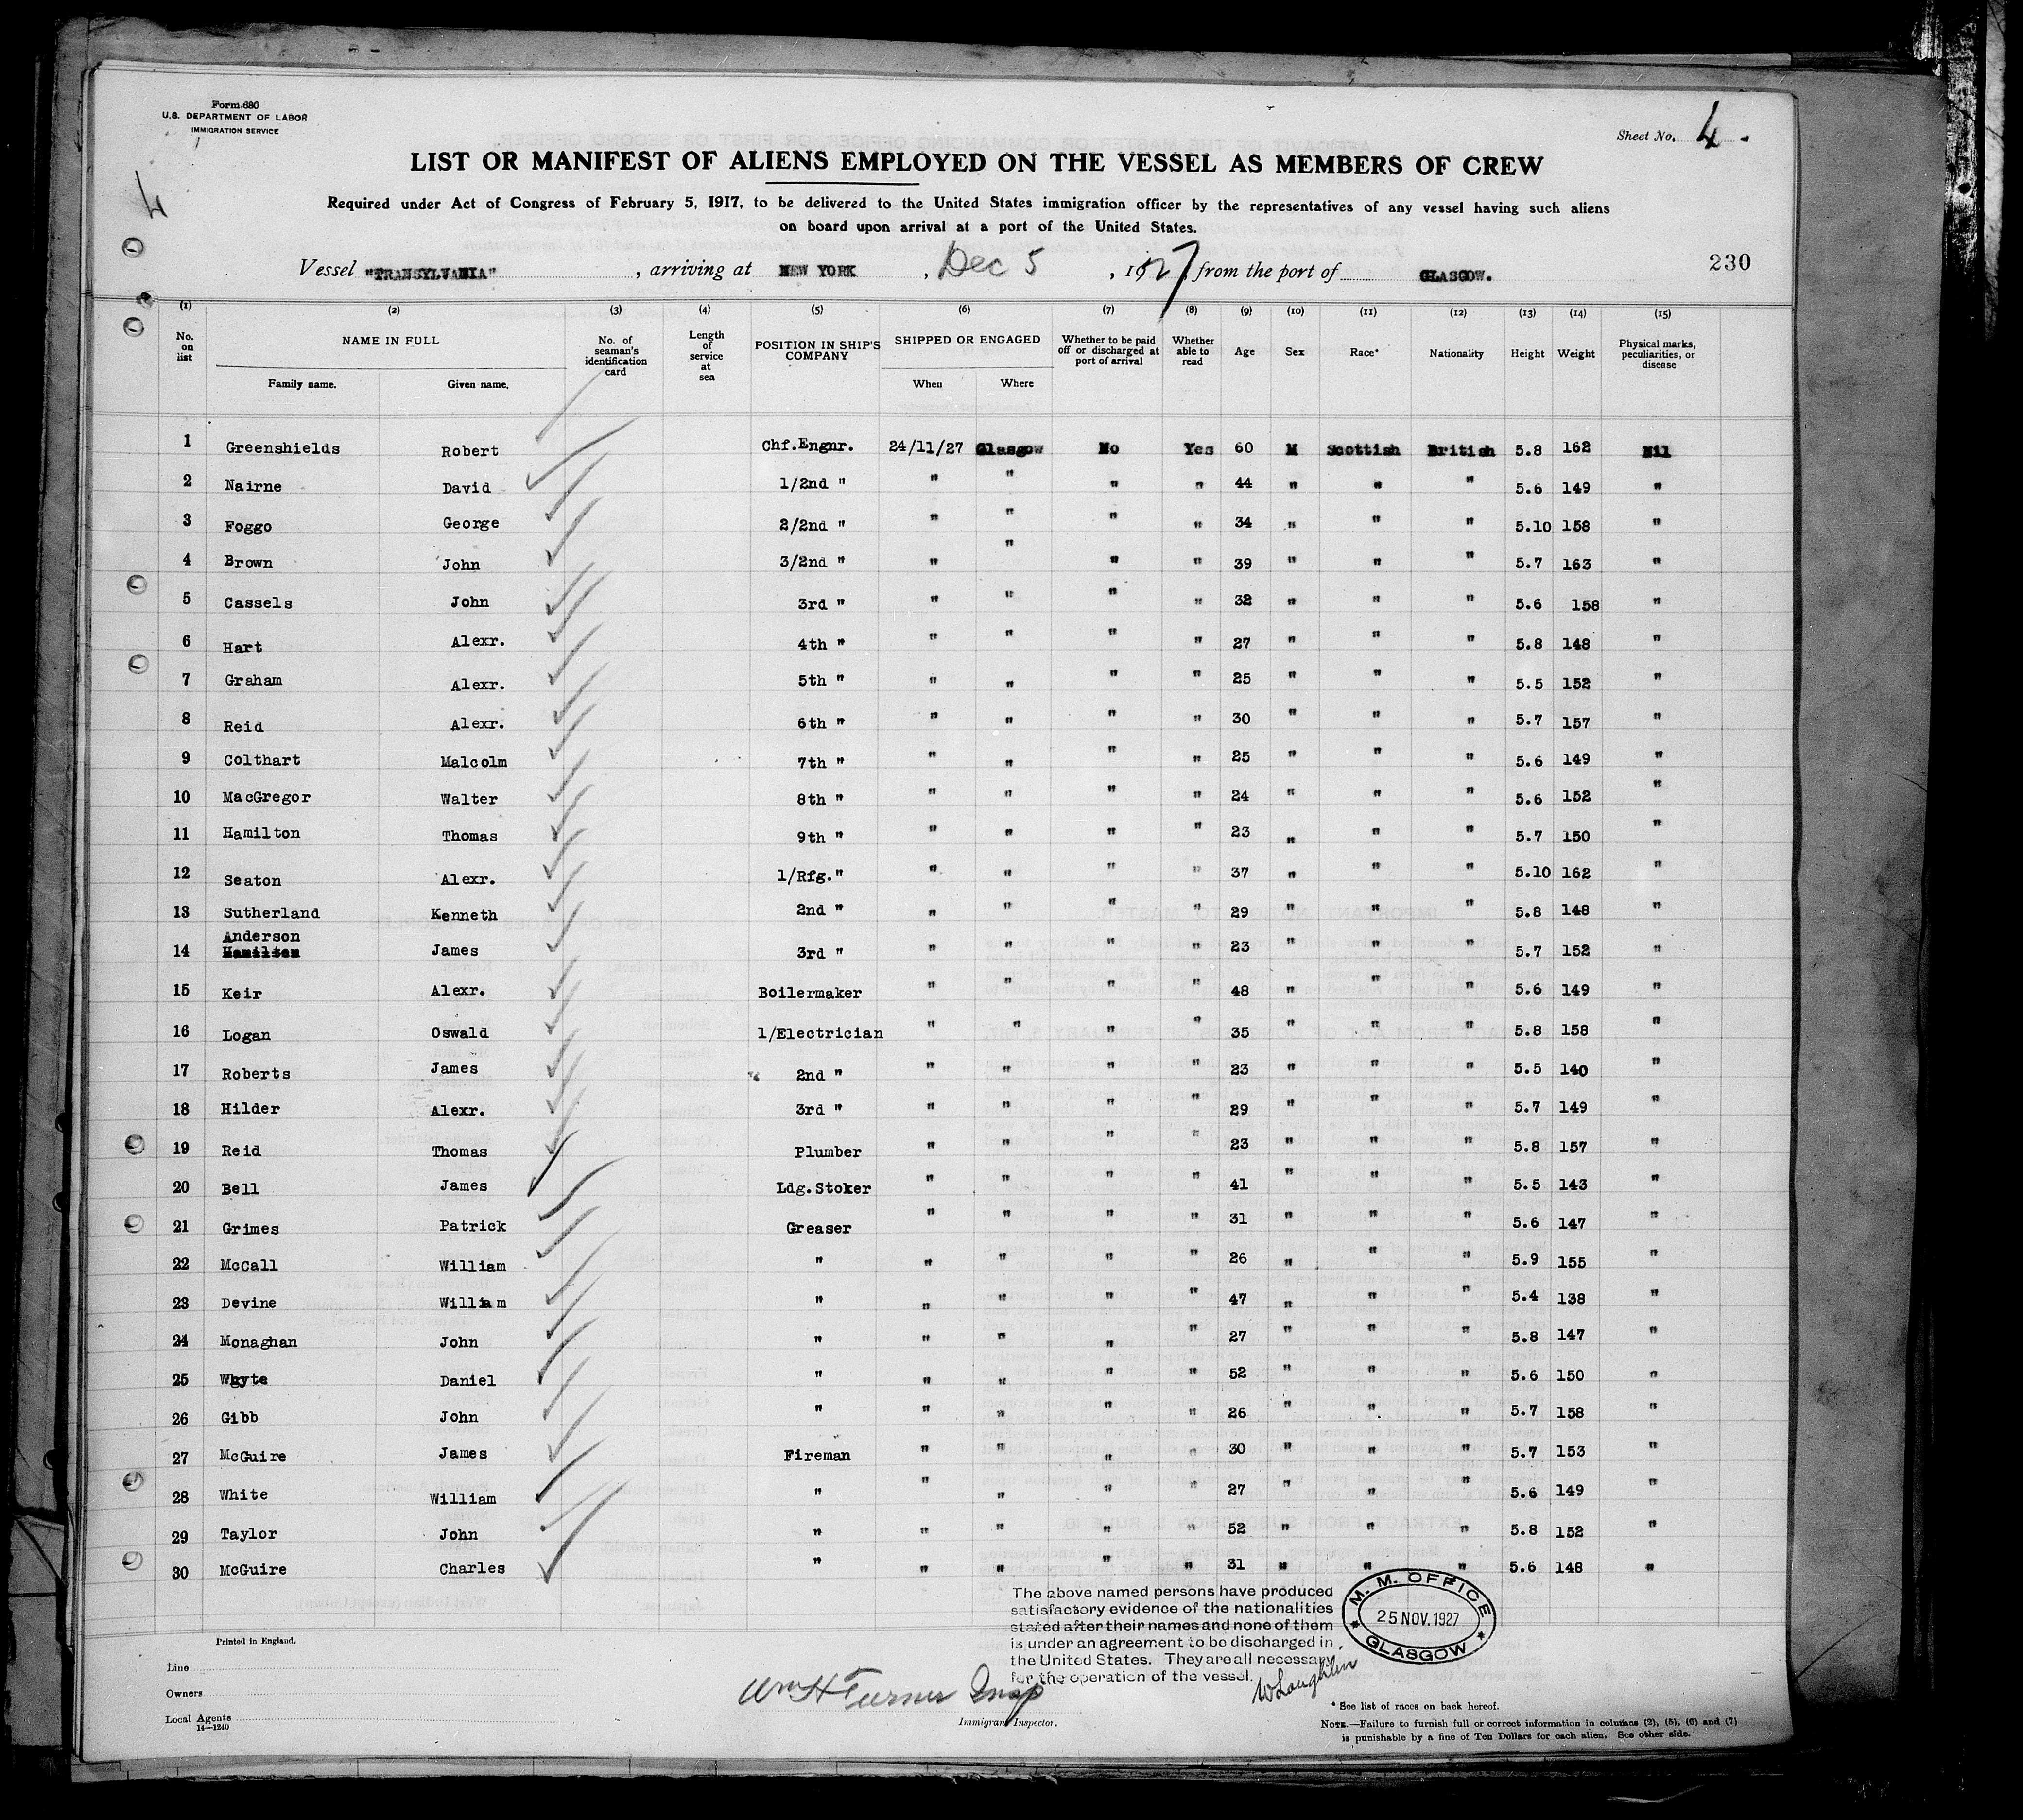 Form 686
U.S. DEPARTMENT OF LABOR
IMMIGRATION SERVICE
Sheet No. 4.
4
LIST OR MANIFEST OF ALIENS EMPLOYED ON THE VESSEL AS MEMBERS OF CREW
Required under Act of Congress of February 5, 1917, to be delivered to the United States immigration officer by the representatives of any vessel having such aliens
on board upon arrival at a port of the United States.
Vessel "TRANSYLVANIA", arriving at NEW YORK, Dec 5, 1927, from the port of GLASGOW.
230
(1) (2) (3) (4) (5) (6) (7) (8) (9) (10) (11) (12) (13) (14) (15)
No. on list NAME IN FULL Family name. Given name. No. of seaman's identification card Length of service at sea POSITION IN SHIP'S COMPANY SHIPPED OR ENGAGED When Where Whether to be paid off or discharged at port of arrival Whether able to read Age Sex Race* Nationality Height Weight Physical marks, peculiarities, or disease
1 Greenshields Robert Chf.Engnr. 24/11/27 Glasgow No Yes 60 M Scottish British 5.8 162 Nil
2 Nairne David 1/2nd " " " " " 44 " " " 5.6 149 "
3 Foggo George 2/2nd " " " " " 34 " " " 5.10 158 "
4 Brown John 3/2nd " " " " " 39 " " " 5.7 163 "
5 Cassels John 3rd " " " " " 32 " " " 5.6 158 "
6 Hart Alexr. 4th " " " " " 27 " " " 5.8 148 "
7 Graham Alexr. 5th " " " " " 25 " " " 5.5 152 "
8 Reid Alexr. 6th " " " " " 30 " " " 5.7 157 "
9 Colthart Malcolm 7th " " " " " 25 " " " 5.6 149 "
10 MacGregor Walter 8th " " " " " 24 " " " 5.6 152 "
11 Hamilton Thomas 9th " " " " " 23 " " " 5.7 150 "
12 Seaton Alexr. 1/Rfg." " " " " 37 " " " 5.10 162 "
13 Sutherland Kenneth 2nd " " " " " 29 " " " 5.8 148 "
Anderson
14 Hamilton James 3rd " " " " " 23 " " " 5.7 152 "
15 Keir Alexr. Boilermaker " " " " 48 " " " 5.6 149 "
16 Logan Oswald 1/Electrician " " " " 35 " " " 5.8 158 "
17 Roberts James 2nd " " " " " 23 " " " 5.5 140 "
18 Hilder Alexr. 3rd " " " " " 29 " " " 5.7 149 "
19 Reid Thomas Plumber " " " " 23 " " " 5.8 157 "
20 Bell James Ldg.Stoker " " " " 41 " " " 5.5 143 "
21 Grimes Patrick Greaser " " " " 31 " " " 5.6 147 "
22 McCall William " " " " " 26 " " " 5.9 155 "
23 Devine William " " " " " 47 " " " 5.4 138 "
24 Monaghan John " " " " " 27 " " " 5.8 147 "
25 Whyte Daniel " " " " " 52 " " " 5.6 150 "
26 Gibb John " " " " " 26 " " " 5.7 158 "
27 McGuire James Fireman " " " " 30 " " " 5.7 153 "
28 White William " " " " " 27 " " " 5.6 149 "
29 Taylor John " " " " " 52 " " " 5.8 152 "
30 McGuire Charles " " " " " 31 " " " 5.6 148 "
The above named persons have produced
satisfactory evidence of the nationalities
stated after their names and none of them
is under an agreement to be discharged in
the United States. They are all necessary
for the operation of the vessel.
M. M. OFFICE
25 NOV. 1927
GLASGOW
W Loughlin
Printed in England.
Line
Owners
Local Agents
14—1240
Wm H Turner Insp
Immigrant Inspector.
* See list of races on back hereof.
NOTE.—Failure to furnish full or correct information in columns (2), (5), (6) and (7)
is punishable by a fine of Ten Dollars for each alien. See other side.